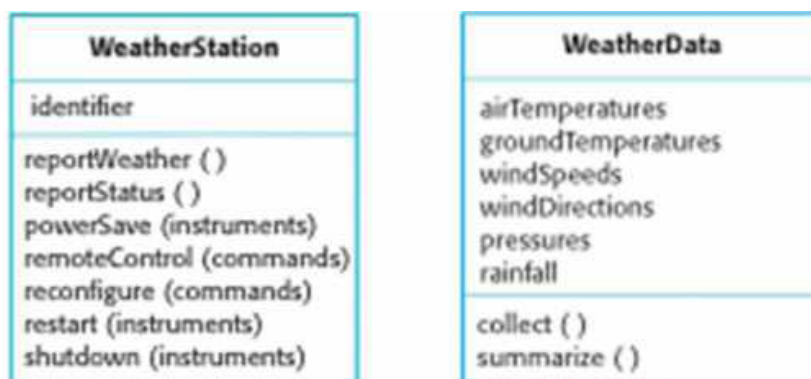 WeatherStation
identifier
reportWeather ( )
reportStatus ( )
powerSave (instruments)
remoteControl (commands)
reconfigure (commands)
restart (instruments)
shutdown (instruments)
WeatherData
airTemperatures
groundTemperatures
windSpeeds
windDirections
pressures
rainfall
collect ( )
summarize ( )